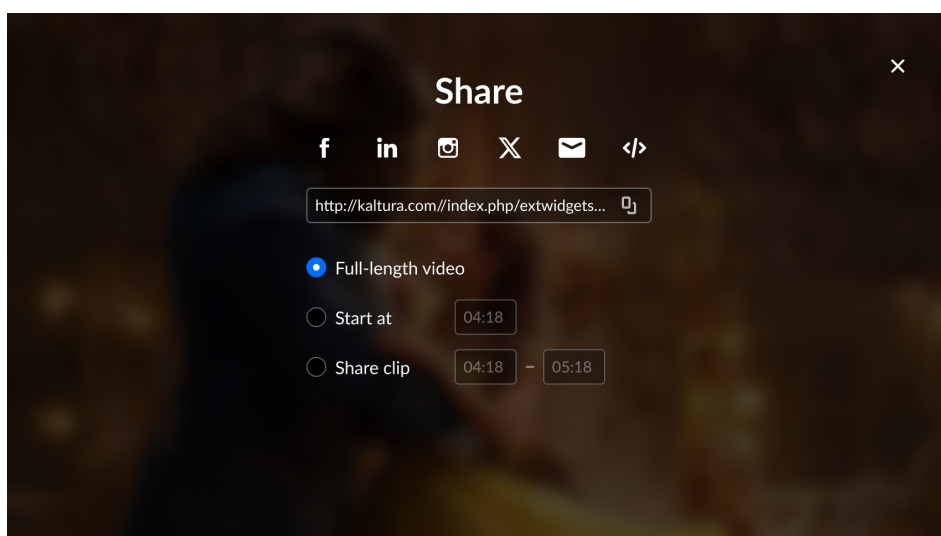 Share
http://kaltura.com//index.php/extwidgets...
Full-length video
Start at 04:18
Share clip 04:18 – 05:18